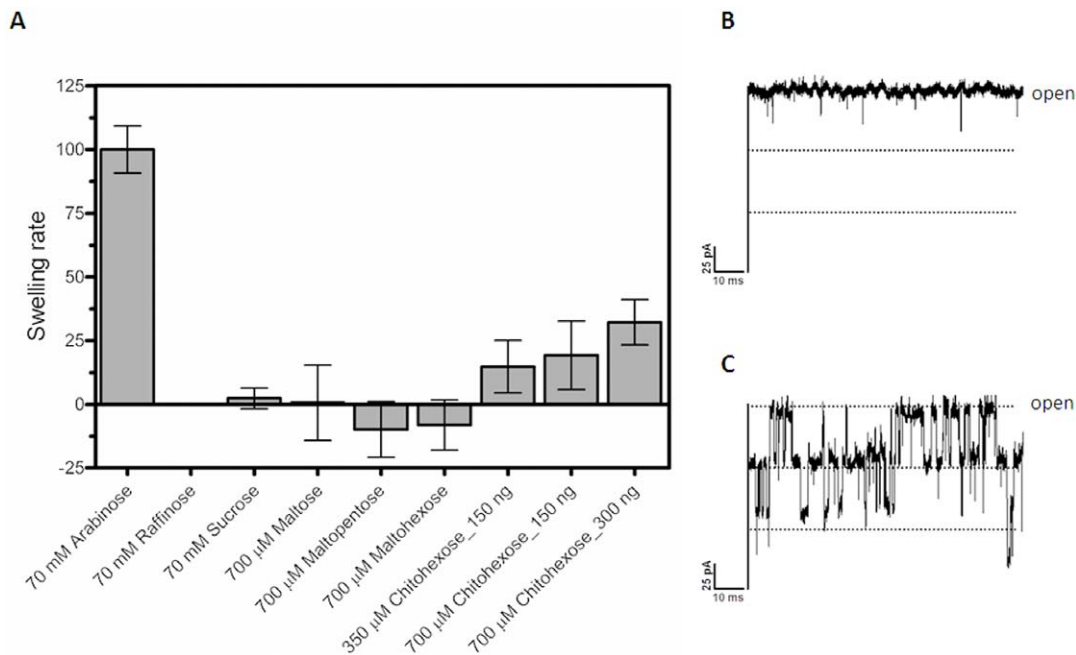 A
Swelling rate
125
100
75
50
25
0
-25
70 mM Arabinose
70 mM Raffinose
70 mM Sucrose
700 µM Maltose
700 µM Maltopentose
700 µM Maltohexose
350 µM Chitohexose_150 ng
700 µM Chitohexose_150 ng
700 µM Chitohexose_300 ng
B
open
25 pA
10 ms
C
open
25 pA
10 ms